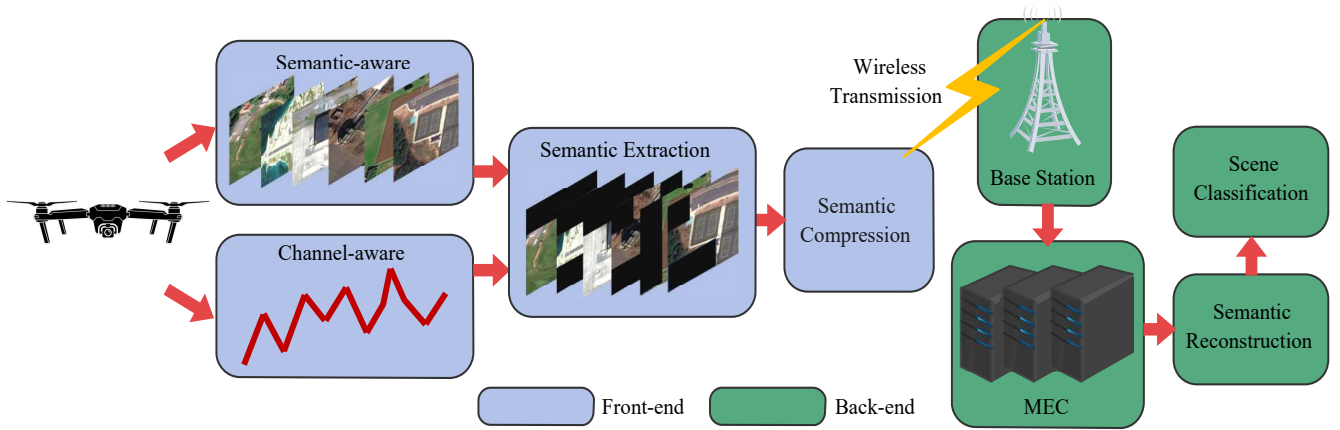 Semantic-aware
Channel-aware
Semantic Extraction
Semantic
Compression
Wireless
Transmission
Base Station
MEC
Semantic
Reconstruction
Scene
Classification
Front-end
Back-end